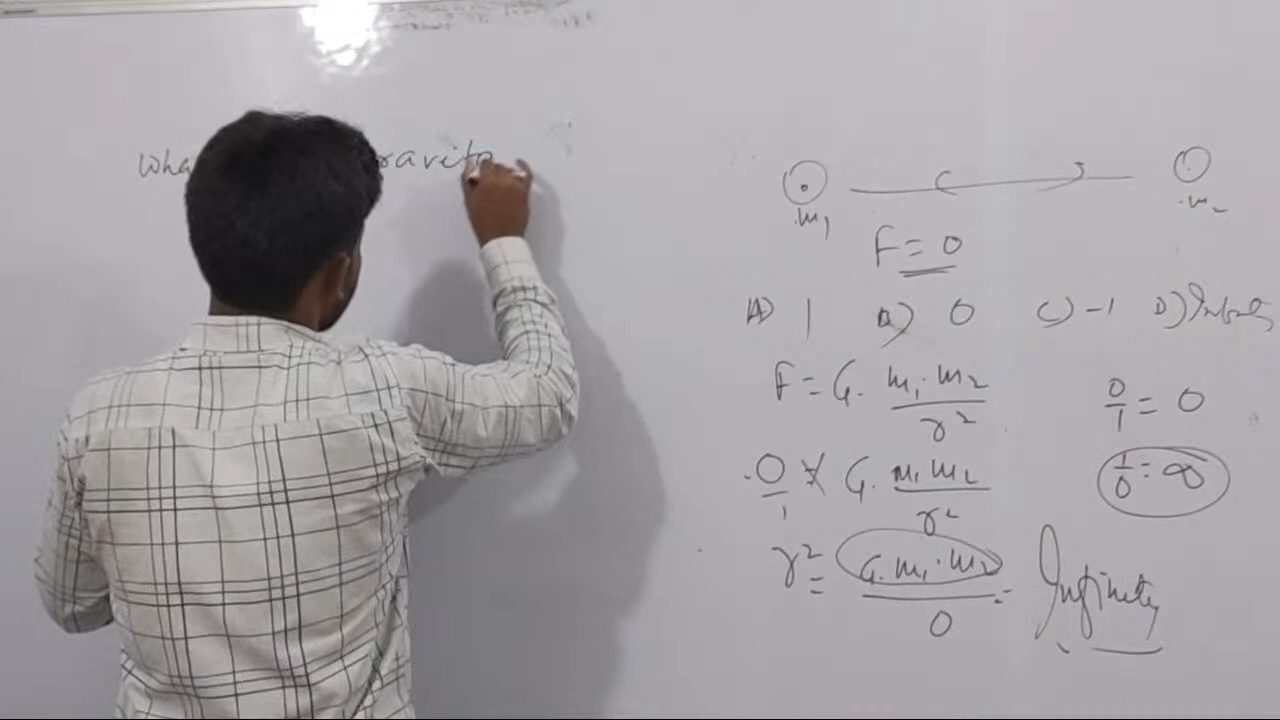 Wha ravita
m₁ m₂
F = 0
A) 1 B) 0 C) -1 D) Infinity
F = G. m₁.m₂ / r²
0/1 = 0
0/1 G. m₁ m₂ / r²
1/0 = ∞
r² = G.m₁.m₂ / 0 = Infinity